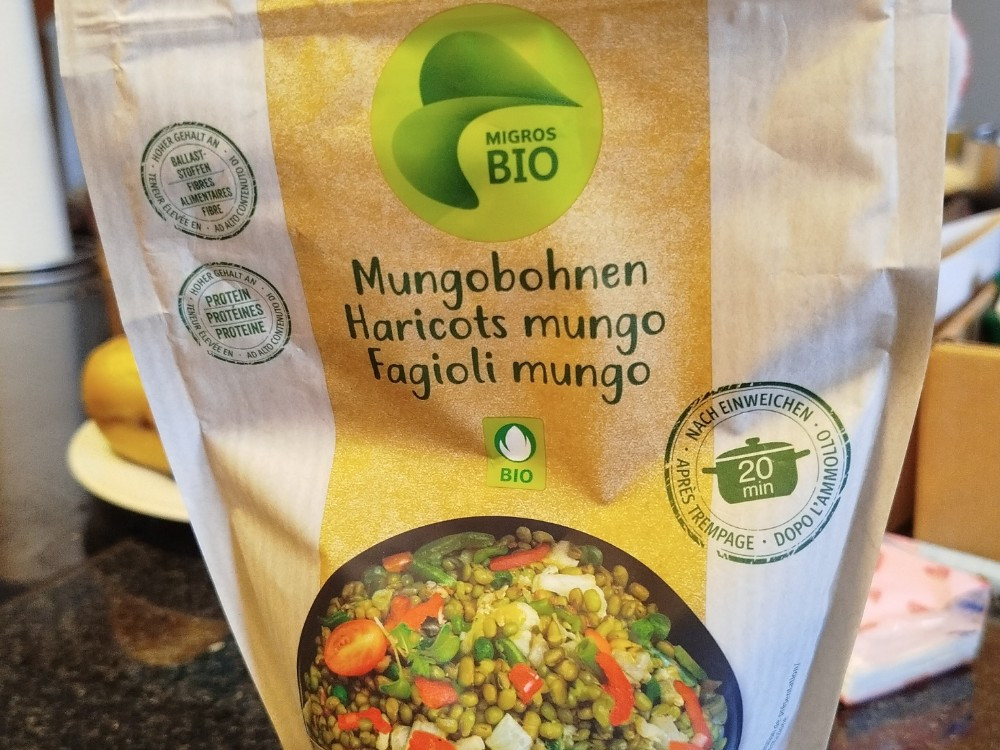 MIGROS
BIO
HOHER GEHALT AN
BALLAST-
STOFFEN
FIBRES
ALIMENTAIRES
FIBRE
TENEUR ÉLEVÉE EN
AD ALTO CONTENUTO DI
HOHER GEHALT AN
PROTEIN
PROTÉINES
PROTEINE
TENEUR ÉLEVÉE EN
AD ALTO CONTENUTO DI
Mungobohnen
Haricots mungo
Fagioli mungo
BIO
NACH EINWEICHEN
20
min
APRÈS TREMPAGE · DOPO L'AMMOLLO